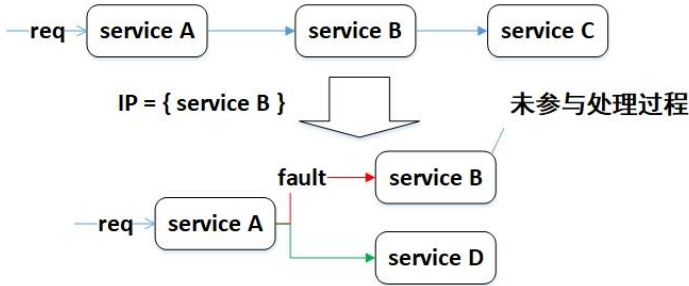 req service A service B service C
IP = { service B } 未参与处理过程
fault service B
req service A
service D